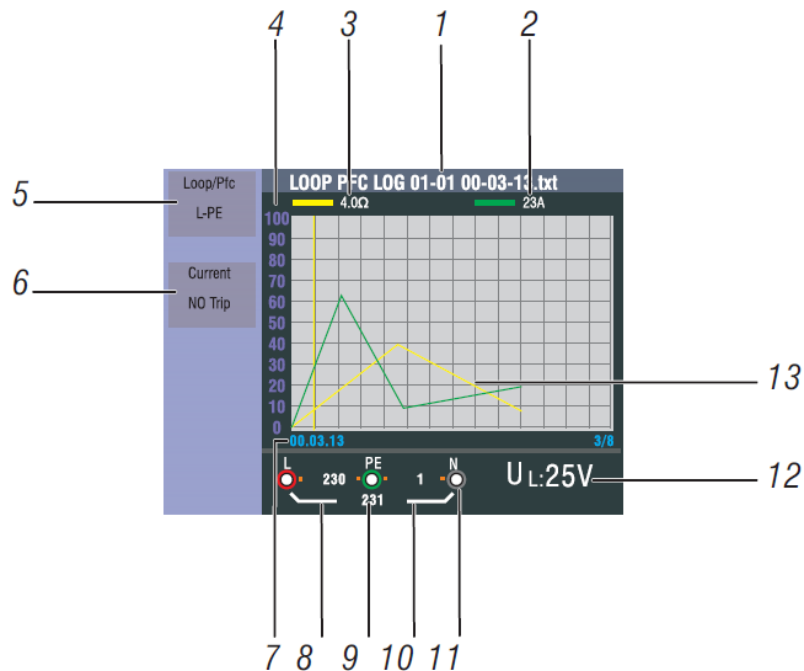 4 3 1 2
5
6
Loop/Pfc
L-PE
Current
NO Trip
LOOP PFC LOG 01-01 00-03-13.txt
4.0Ω 23A
100
90
80
70
60
50
40
30
20
10
0
00.03.13 3/8
13
L PE N
230 1
231
UL:25V
12
7 8 9 10 11